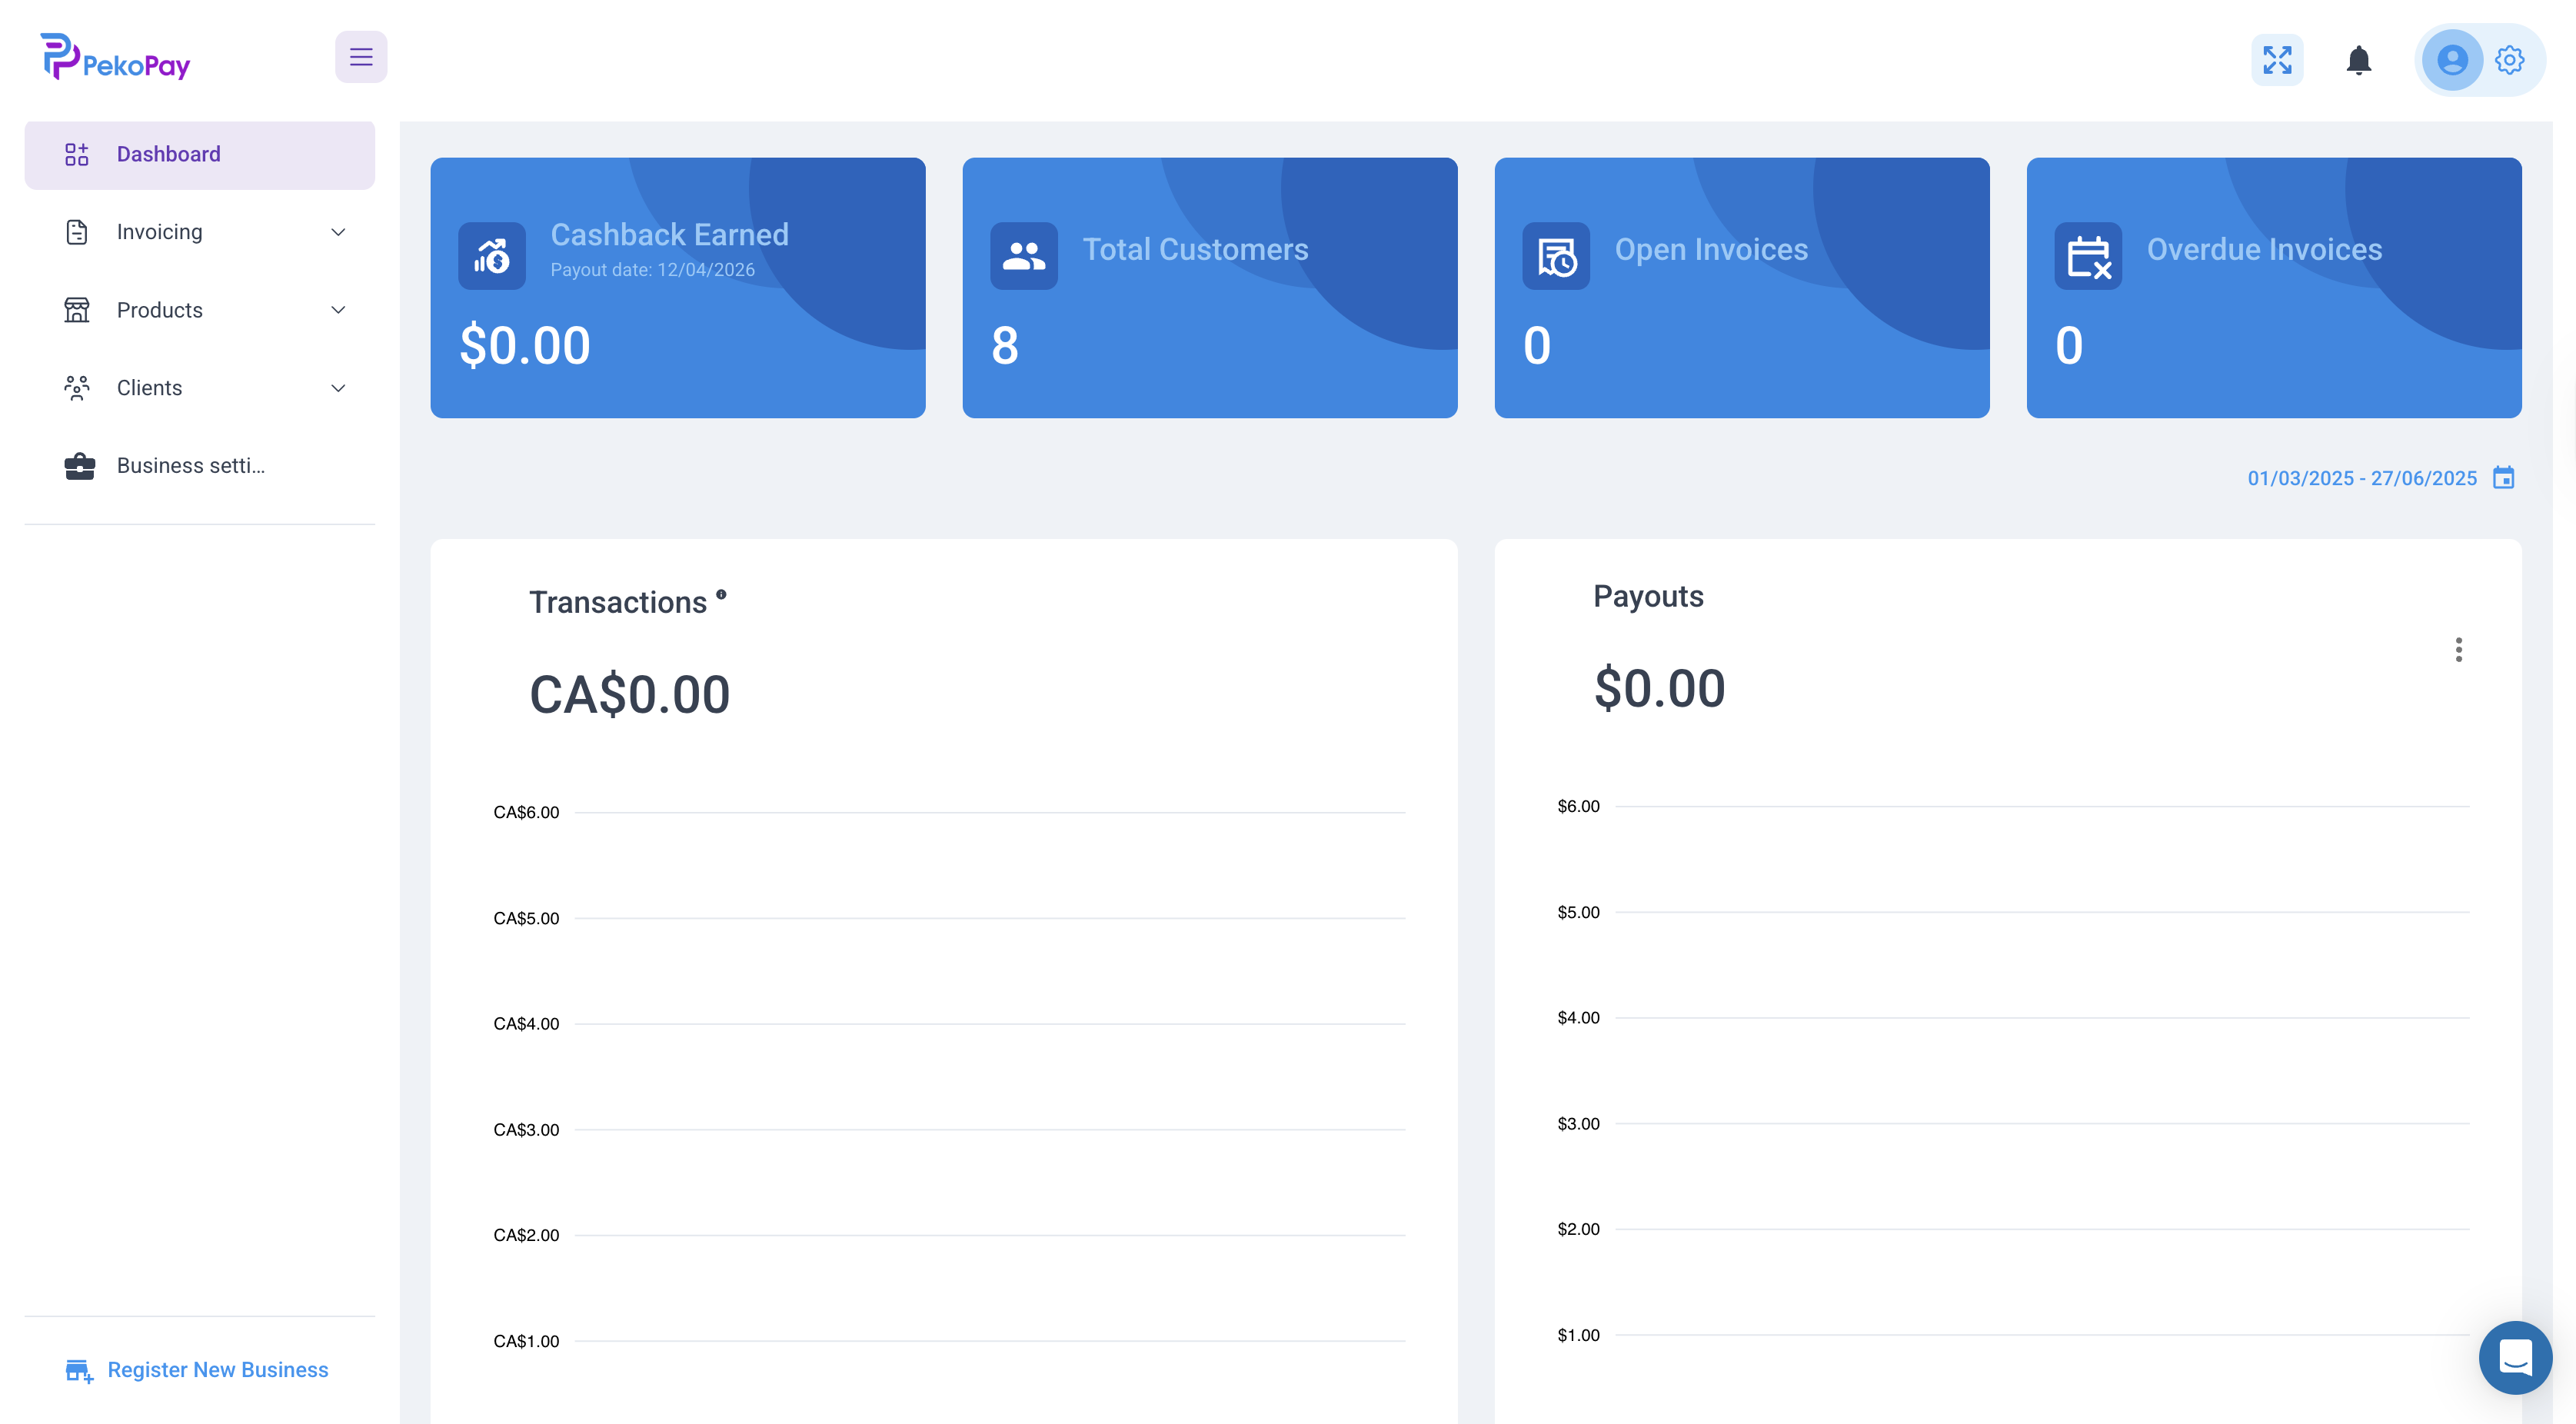 PekoPay
Dashboard
Invoicing
Products
Clients
Business setti...
Register New Business
Cashback Earned
Payout date: 12/04/2026
$0.00
Total Customers
8
Open Invoices
0
Overdue Invoices
0
01/03/2025 - 27/06/2025
Transactions
CA$0.00
CA$6.00
CA$5.00
CA$4.00
CA$3.00
CA$2.00
CA$1.00
Payouts
$0.00
$6.00
$5.00
$4.00
$3.00
$2.00
$1.00